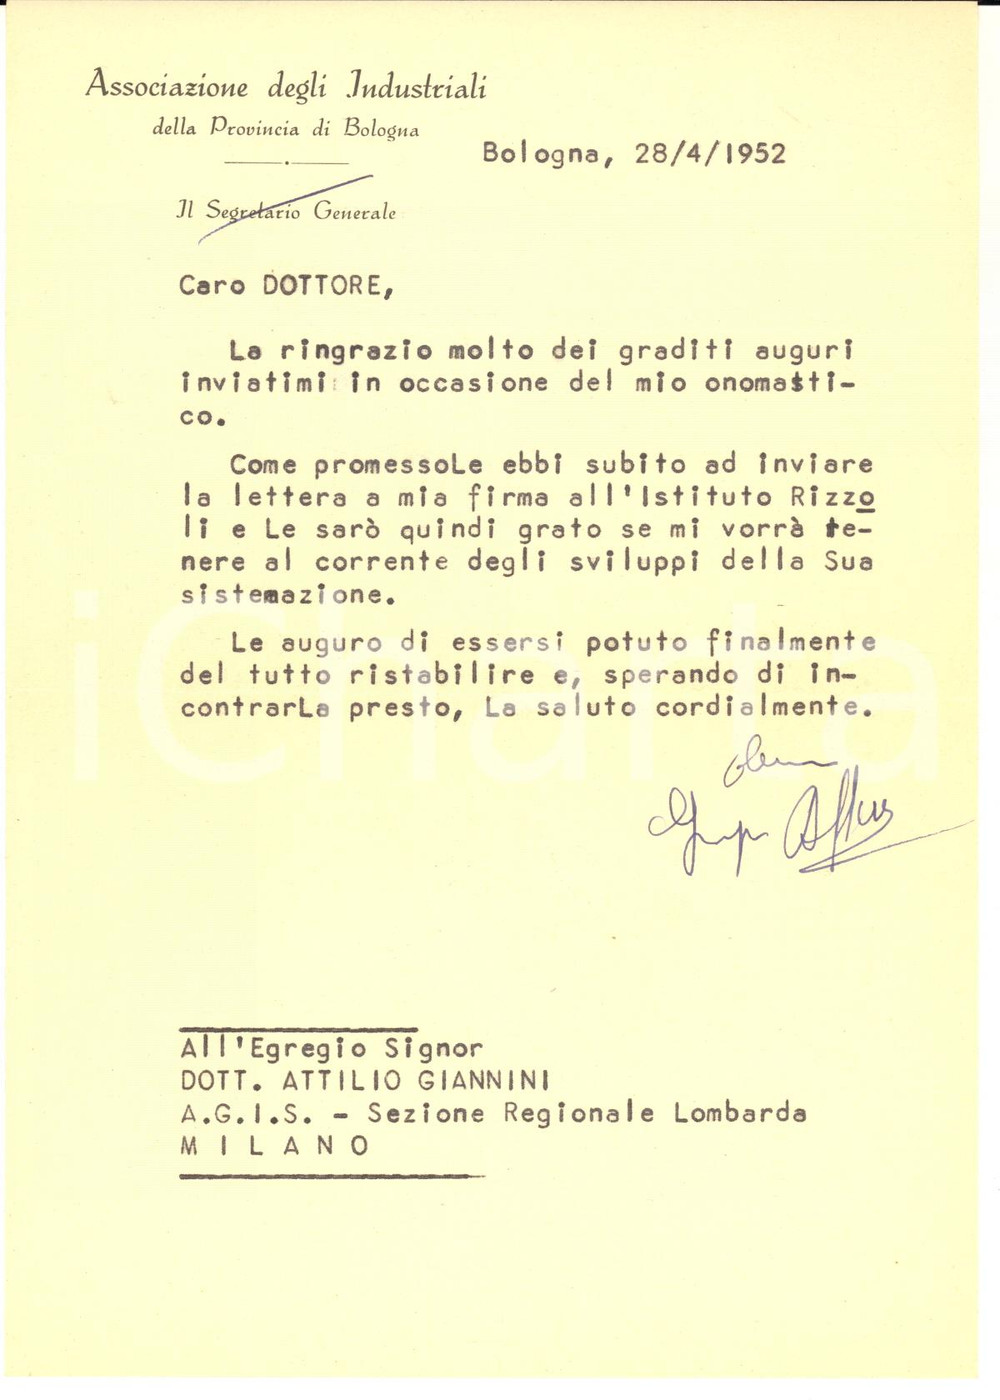 Associazione degli Industriali
della Provincia di Bologna
Bologna, 28/4/1952
Il Segretario Generale
Caro DOTTORE,
La ringrazio molto dei graditi auguri
inviatimi in occasione del mio onomasti-
co.
Come promessoLe ebbi subito ad inviare
la lettera a mia firma all'Istituto Rizzo
li e Le sarò quindi grato se mi vorrà te-
nere al corrente degli sviluppi della Sua
sistemazione.
Le auguro di essersi potuto finalmente
del tutto ristabilire e, sperando di in-
contrarLa presto, La saluto cordialmente.
All'Egregio Signor
DOTT. ATTILIO GIANNINI
A.G.I.S. - Sezione Regionale Lombarda
M I L A N O
iCharta